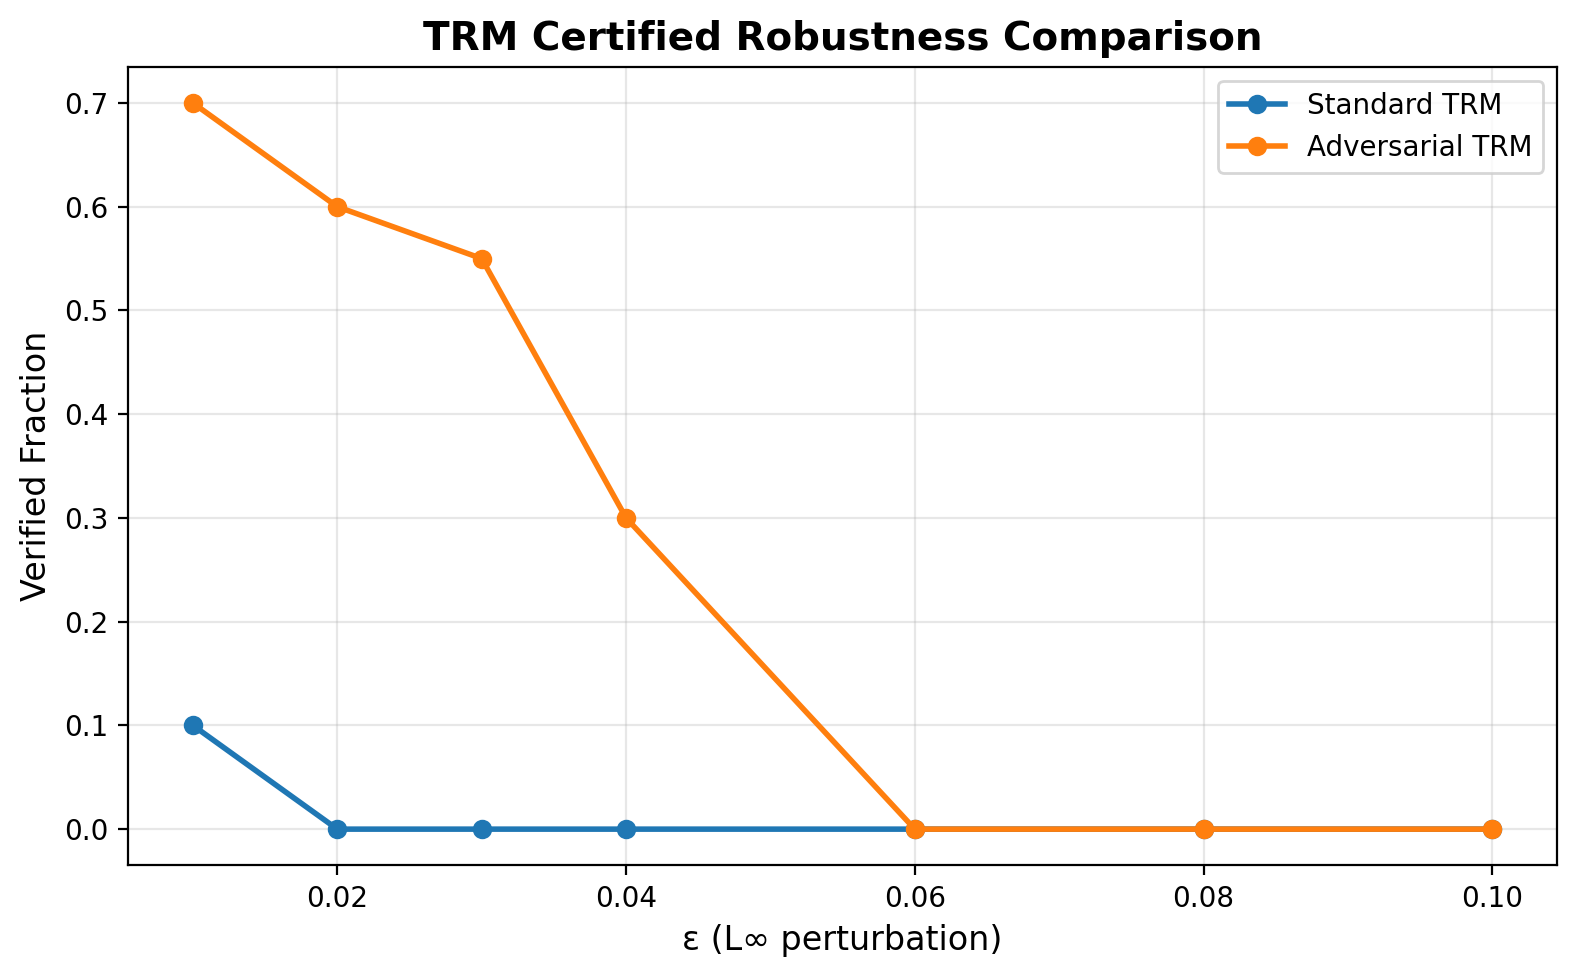 TRM Certified Robustness Comparison
Standard TRM
Adversarial TRM
Verified Fraction
0.7
0.6
0.5
0.4
0.3
0.2
0.1
0.0
0.02 0.04 0.06 0.08 0.10
ε (L∞ perturbation)